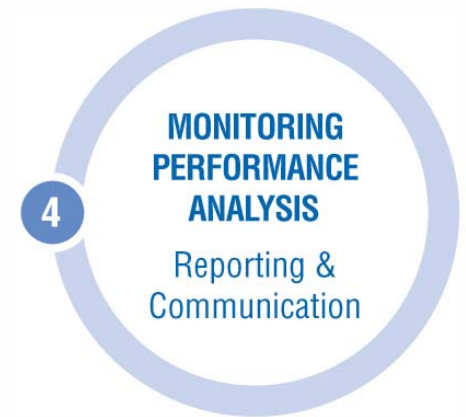 4
MONITORING
PERFORMANCE
ANALYSIS
Reporting &
Communication